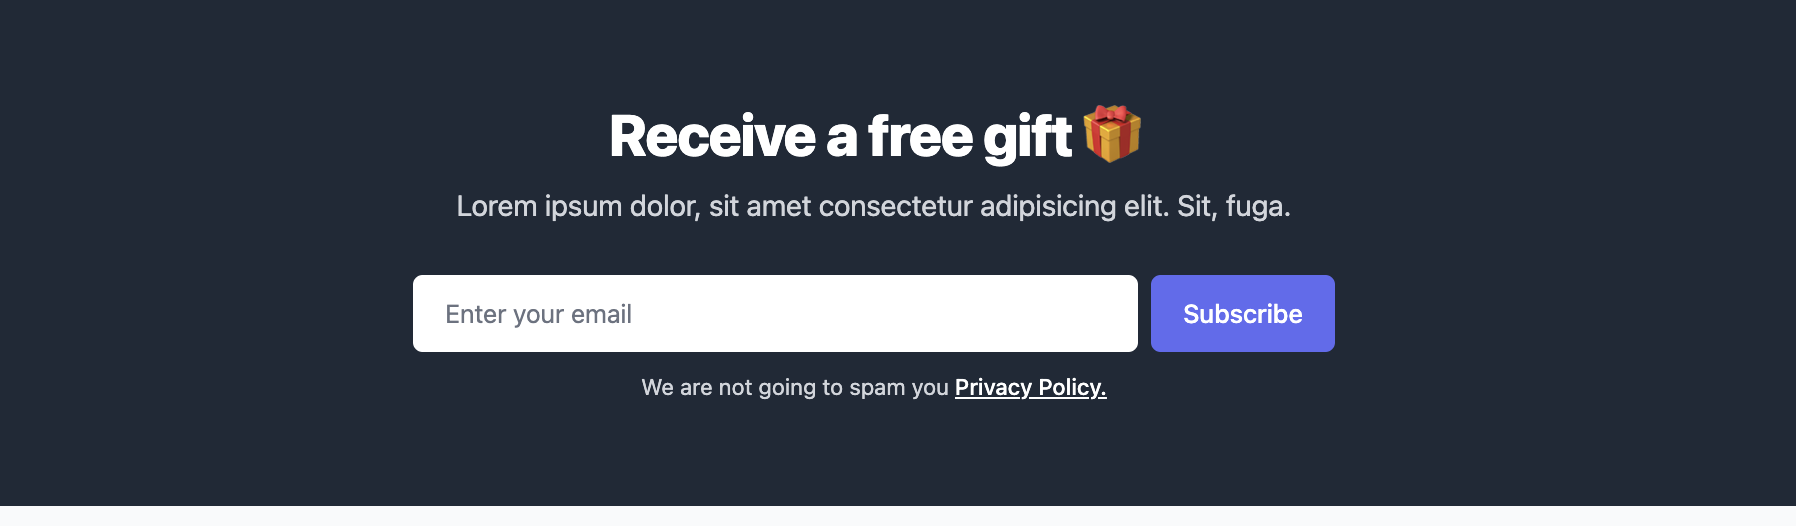 Receive a free gift 🎁
Lorem ipsum dolor, sit amet consectetur adipisicing elit. Sit, fuga.
Enter your email
Subscribe
We are not going to spam you Privacy Policy.